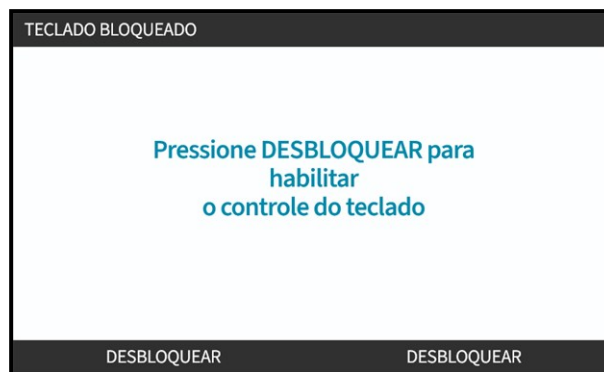 TECLADO BLOQUEADO
Pressione DESBLOQUEAR para
habilitar
o controle do teclado
DESBLOQUEAR DESBLOQUEAR